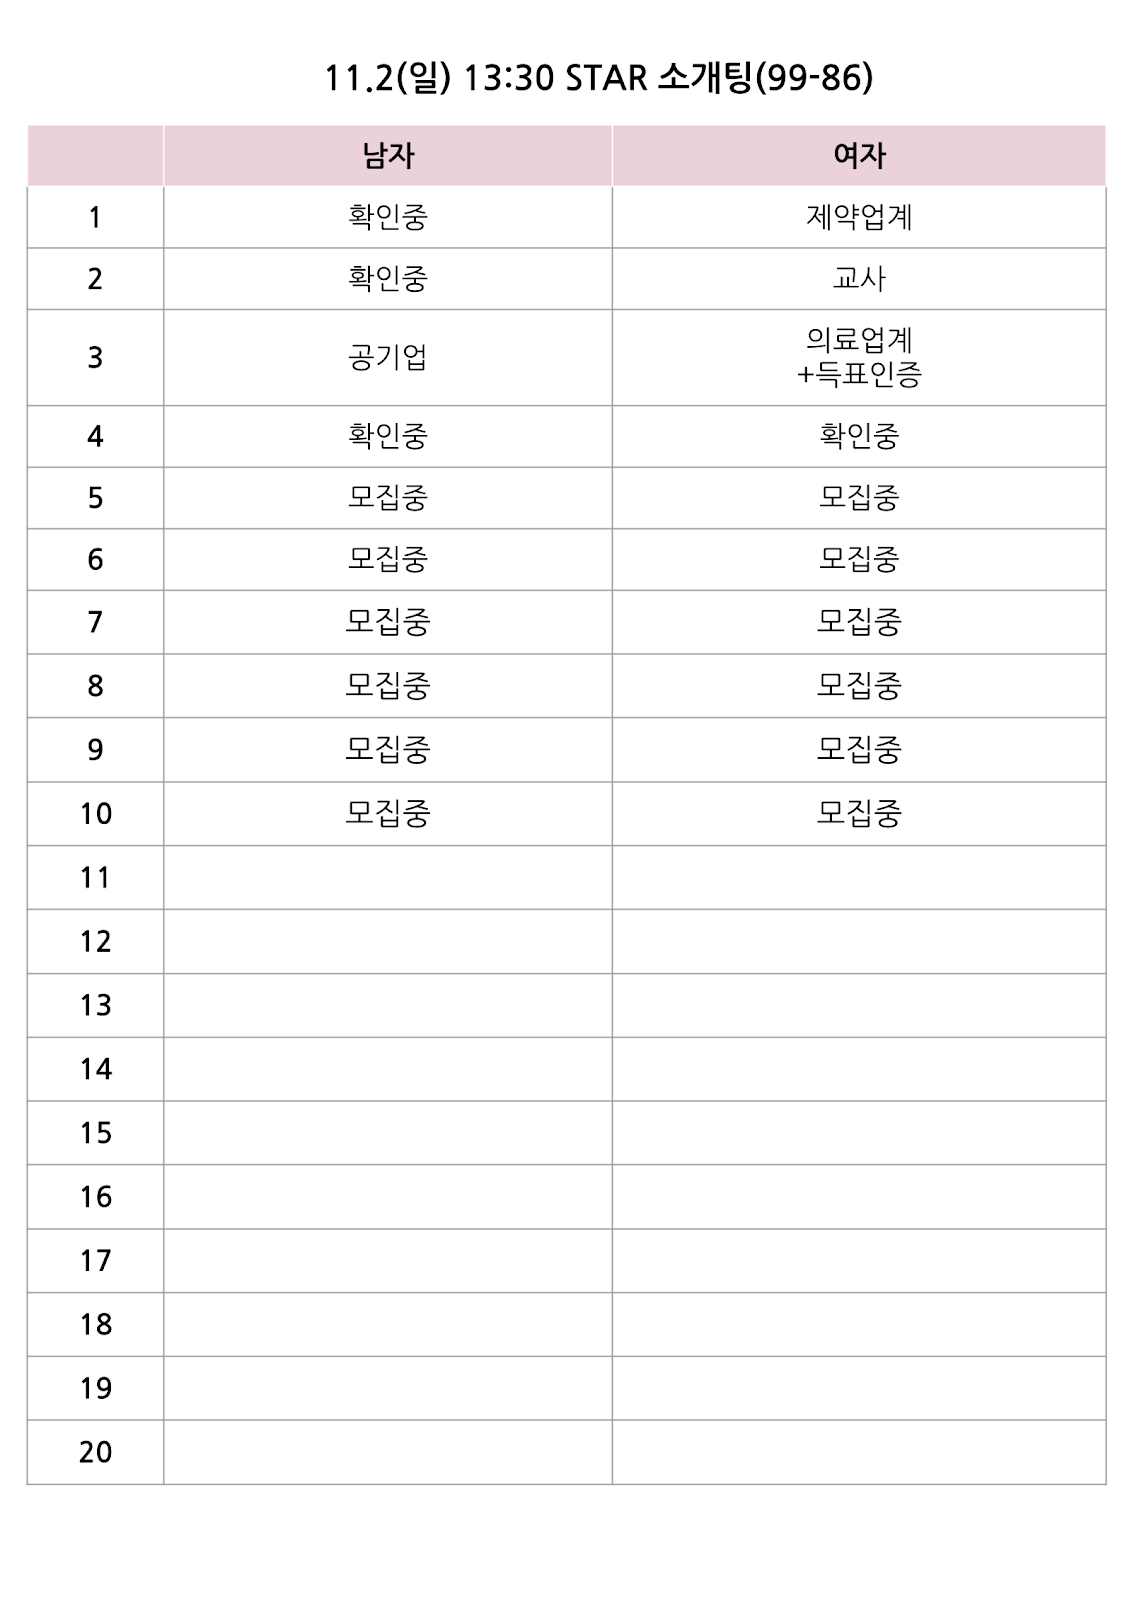 11.2(일) 13:30 STAR 소개팅(99-86)
남자 여자
1 확인중 제약업계
2 확인중 교사
3 공기업 의료업계
+득표인증
4 확인중 확인중
5 모집중 모집중
6 모집중 모집중
7 모집중 모집중
8 모집중 모집중
9 모집중 모집중
10 모집중 모집중
11
12
13
14
15
16
17
18
19
20